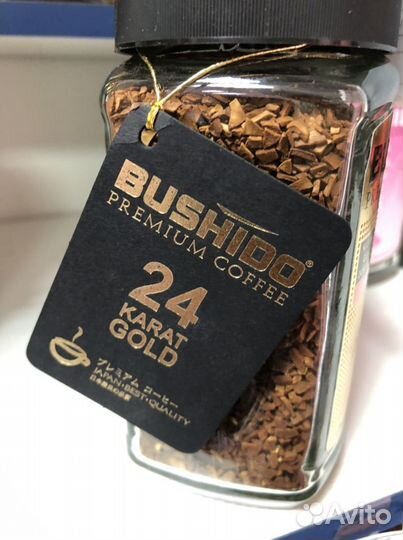 BUSHIDO®
PREMIUM COFFEE
24
KARAT
GOLD
プレミアム コーヒー
JAPAN•BEST•QUALITY
Avito